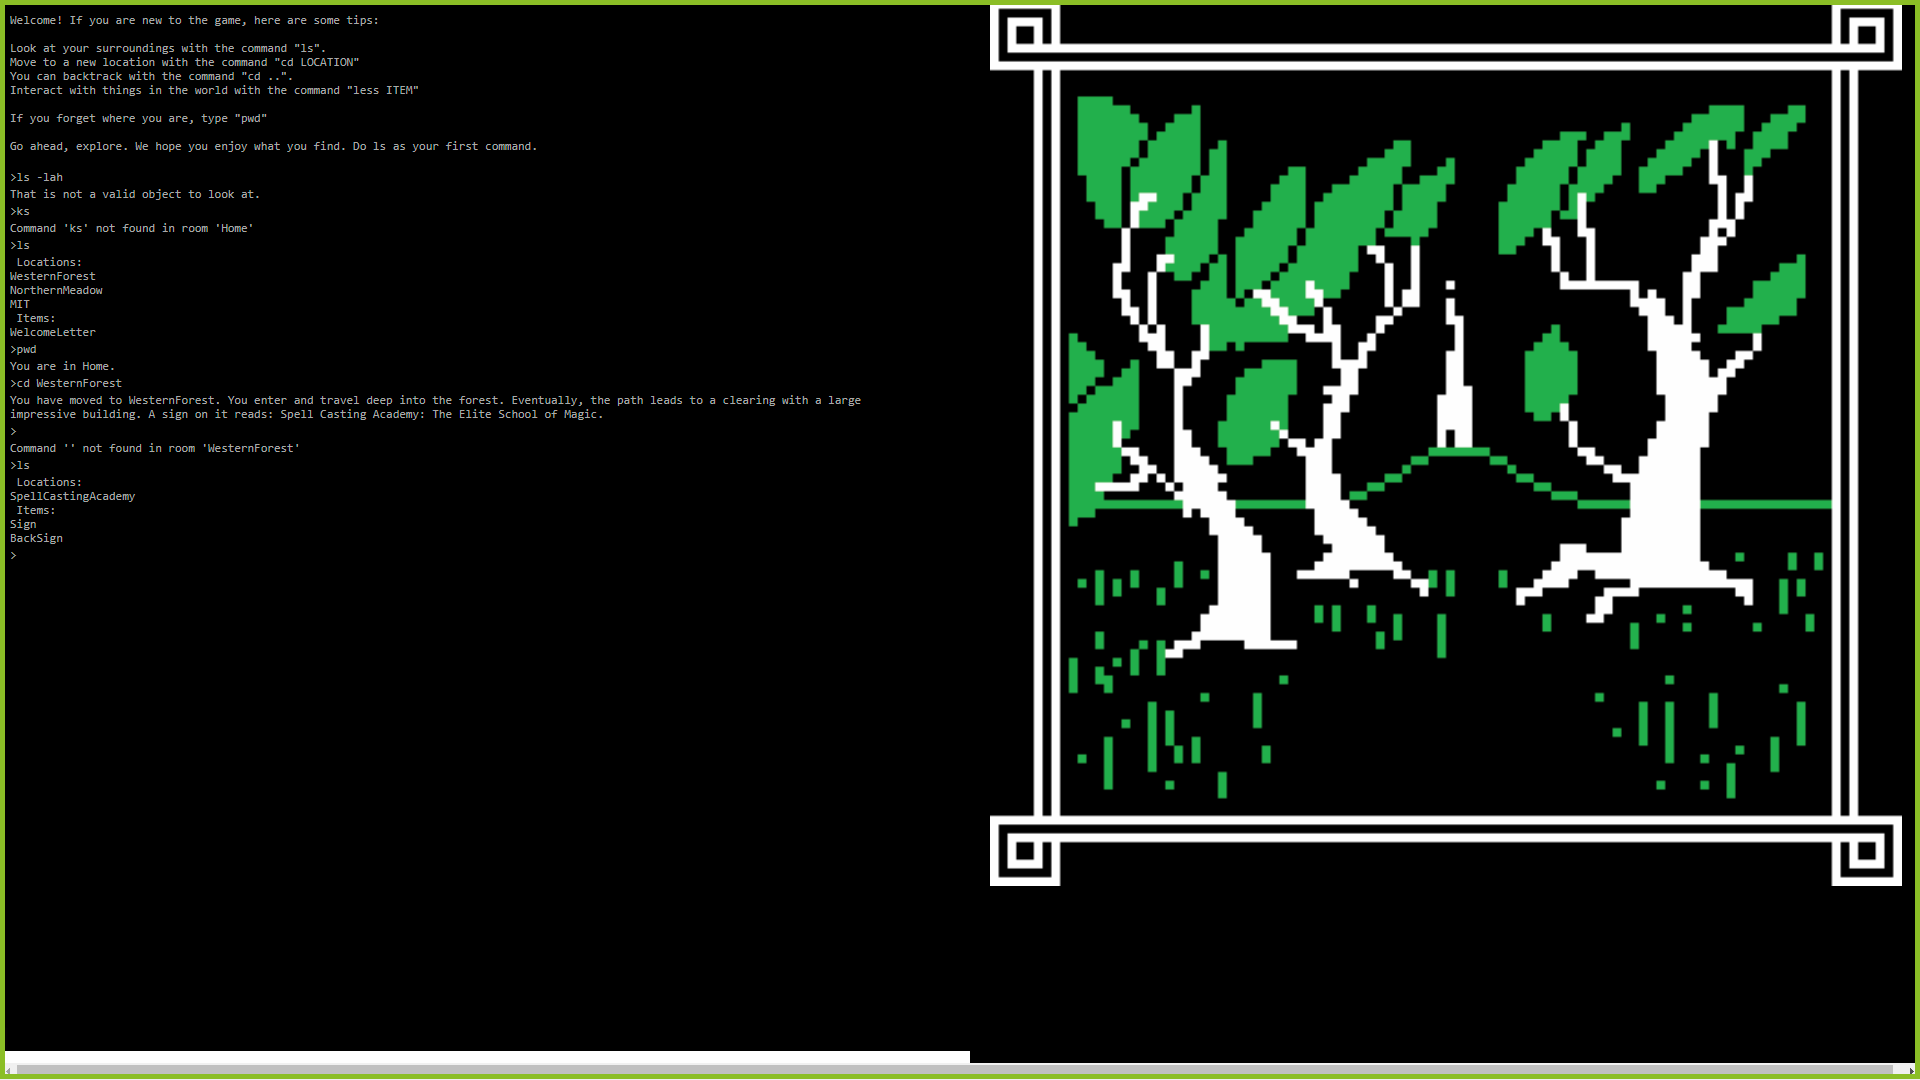 Welcome! If you are new to the game, here are some tips:
Look at your surroundings with the command "ls".
Move to a new location with the command "cd LOCATION"
You can backtrack with the command "cd ..".
Interact with things in the world with the command "less ITEM"
If you forget where you are, type "pwd"
Go ahead, explore. We hope you enjoy what you find. Do ls as your first command.
>ls -lah
That is not a valid object to look at.
>ks
Command 'ks' not found in room 'Home'
>ls
Locations:
WesternForest
NorthernMeadow
MIT
Items:
WelcomeLetter
>pwd
You are in Home.
>cd WesternForest
You have moved to WesternForest. You enter and travel deep into the forest. Eventually, the path leads to a clearing with a large
impressive building. A sign on it reads: Spell Casting Academy: The Elite School of Magic.
>
Command '' not found in room 'WesternForest'
>ls
Locations:
SpellCastingAcademy
Items:
Sign
BackSign
>